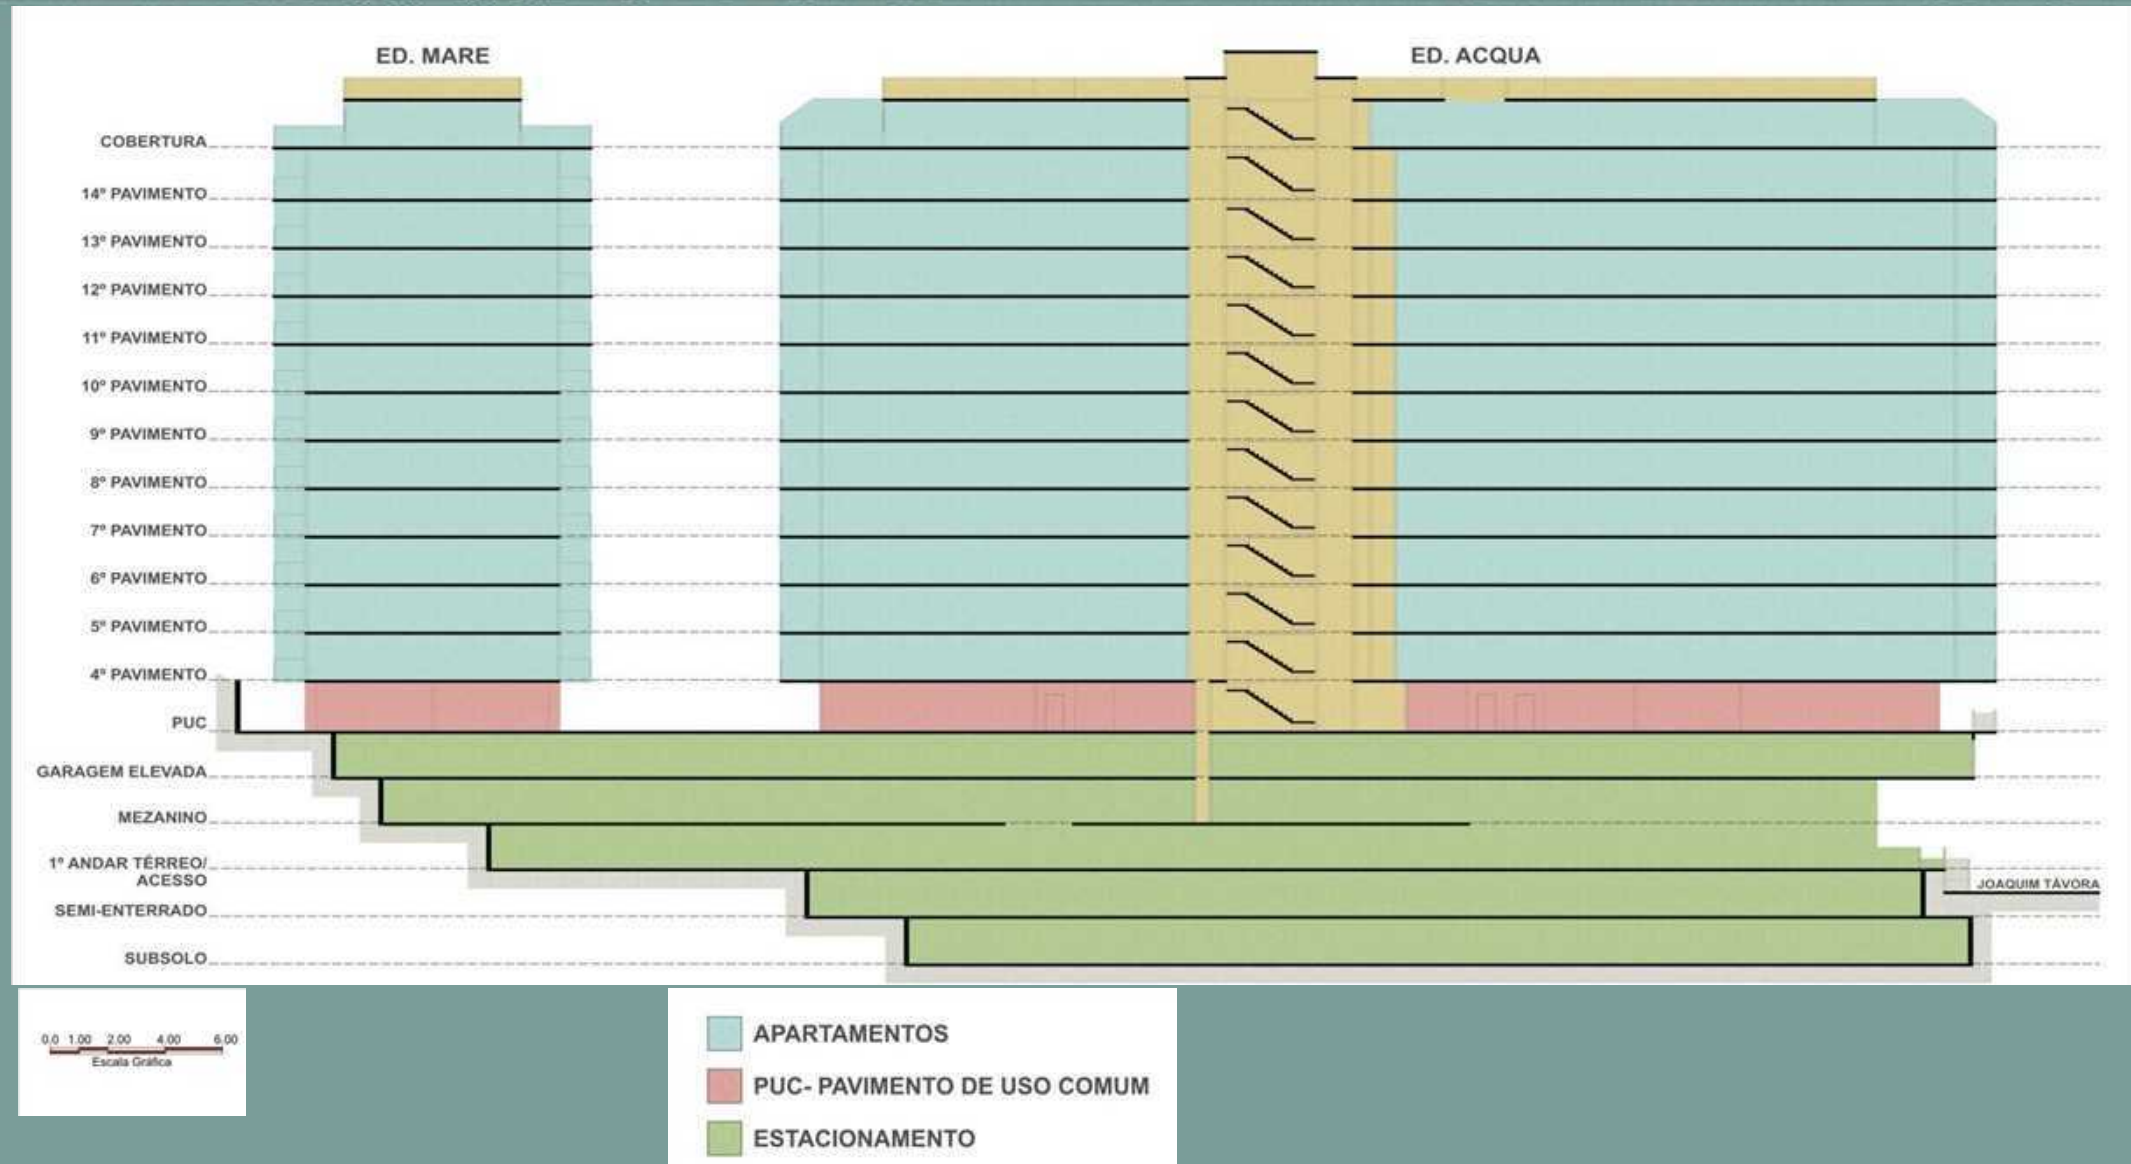 ED. MARE
ED. ACQUA
COBERTURA
14º PAVIMENTO
13º PAVIMENTO
12º PAVIMENTO
11º PAVIMENTO
10º PAVIMENTO
9º PAVIMENTO
8º PAVIMENTO
7º PAVIMENTO
6º PAVIMENTO
5º PAVIMENTO
4º PAVIMENTO
PUC
GARAGEM ELEVADA
MEZANINO
1º ANDAR TÉRREO/
ACESSO
JOAQUIM TÁVORA
SEMI-ENTERRADO
SUBSOLO
0.0 1.00 2.00 4.00 6.00
Escala Gráfica
APARTAMENTOS
PUC- PAVIMENTO DE USO COMUM
ESTACIONAMENTO